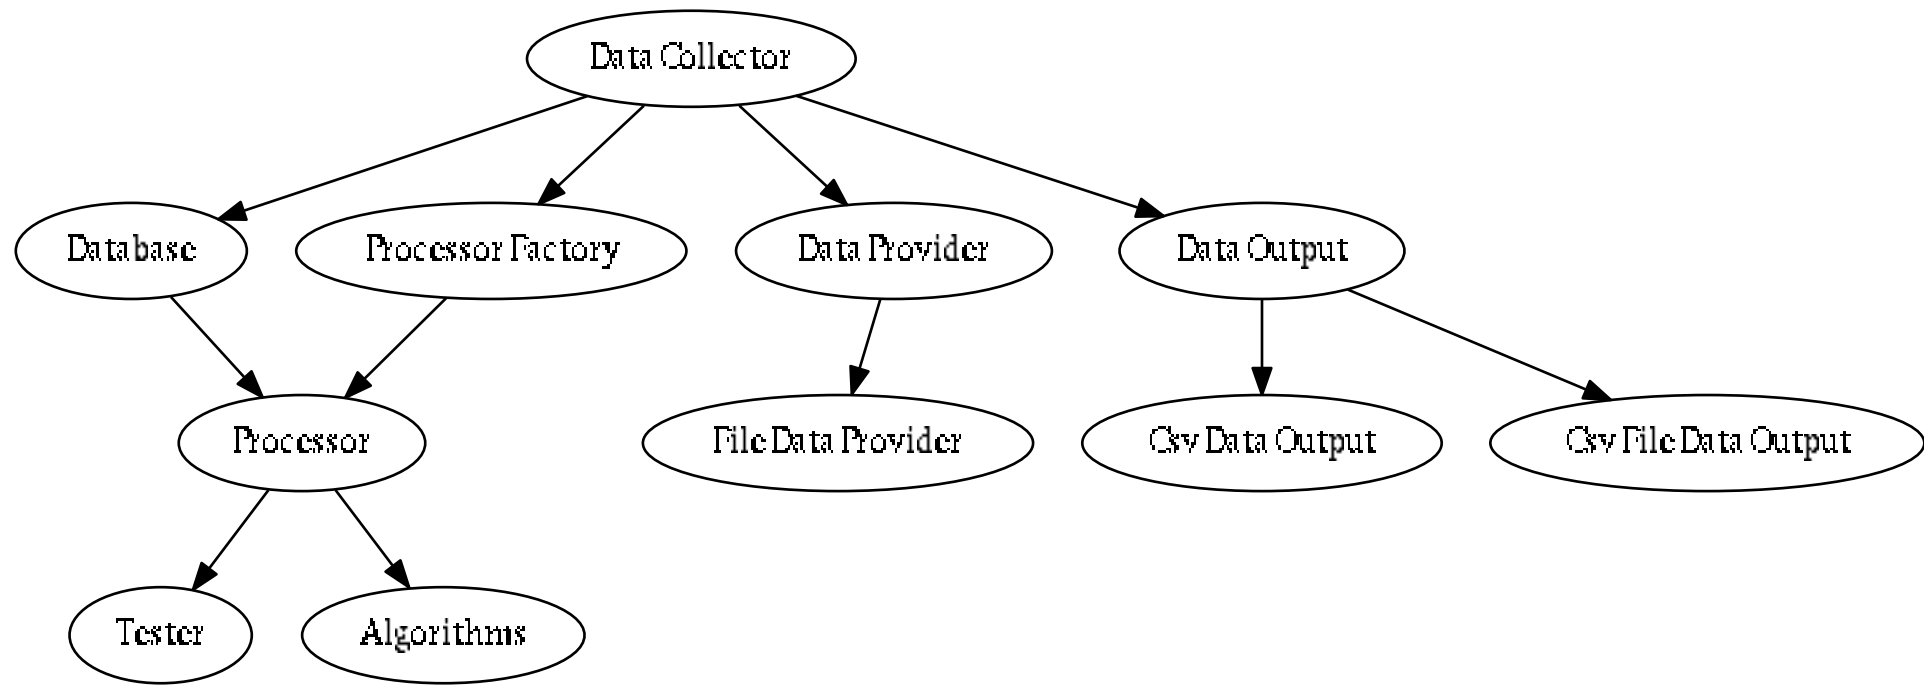 Data Collector
Database
Processor Factory
Data Provider
Data Output
Processor
File Data Provider
Csv Data Output
Csv File Data Output
Tester
Algorithms